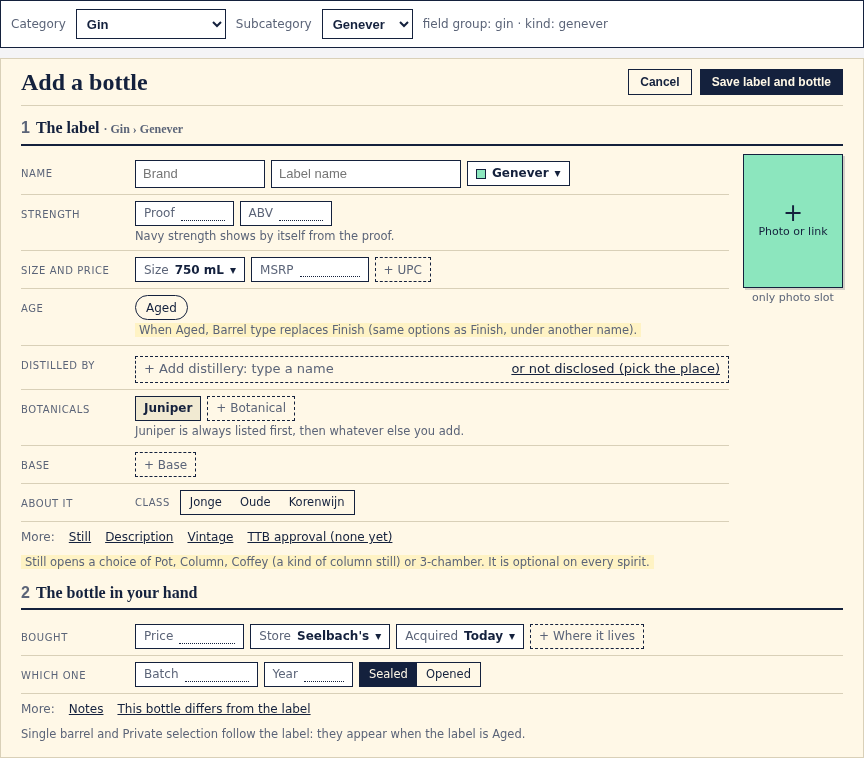 Category Gin Subcategory Genever field group: gin · kind: genever
Add a bottle Cancel Save label and bottle
1 The label · Gin › Genever
NAME Brand Label name Genever ▾
STRENGTH Proof ABV
Navy strength shows by itself from the proof.
SIZE AND PRICE Size 750 mL ▾ MSRP + UPC
+
Photo or link
only photo slot
AGE Aged
When Aged, Barrel type replaces Finish (same options as Finish, under another name).
DISTILLED BY + Add distillery: type a name or not disclosed (pick the place)
BOTANICALS Juniper + Botanical
Juniper is always listed first, then whatever else you add.
BASE + Base
ABOUT IT CLASS Jonge Oude Korenwijn
More: Still Description Vintage TTB approval (none yet)
Still opens a choice of Pot, Column, Coffey (a kind of column still) or 3-chamber. It is optional on every spirit.
2 The bottle in your hand
BOUGHT Price Store Seelbach's ▾ Acquired Today ▾ + Where it lives
WHICH ONE Batch Year Sealed Opened
More: Notes This bottle differs from the label
Single barrel and Private selection follow the label: they appear when the label is Aged.